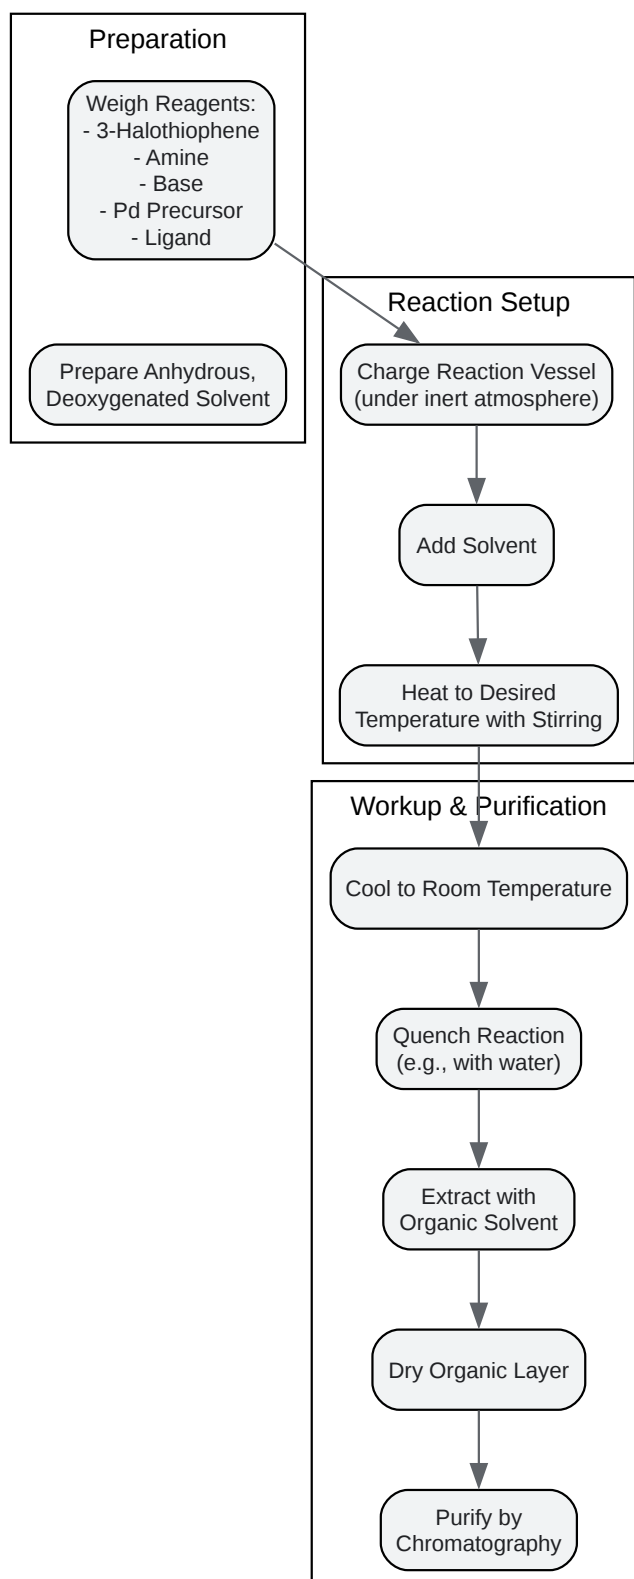 Preparation
Weigh Reagents:
- 3-Halothiophene
- Amine
- Base
- Pd Precursor
- Ligand
Prepare Anhydrous,
Deoxygenated Solvent
Reaction Setup
Charge Reaction Vessel
(under inert atmosphere)
Add Solvent
Heat to Desired
Temperature with Stirring
Workup & Purification
Cool to Room Temperature
Quench Reaction
(e.g., with water)
Extract with
Organic Solvent
Dry Organic Layer
Purify by
Chromatography